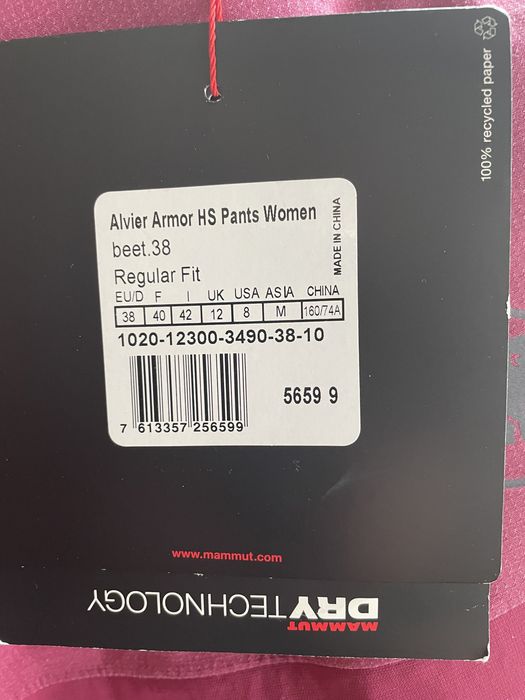 100% recycled paper
Alvier Armor HS Pants Women
beet.38
Regular Fit
MADE IN CHINA
EU/D F I UK USA ASIA CHINA
38 40 42 12 8 M 160/74A
1020-12300-3490-38-10
5659 9
7 613357 256599
www.mammut.com
MAMMUT
DRY TECHNOLOGY